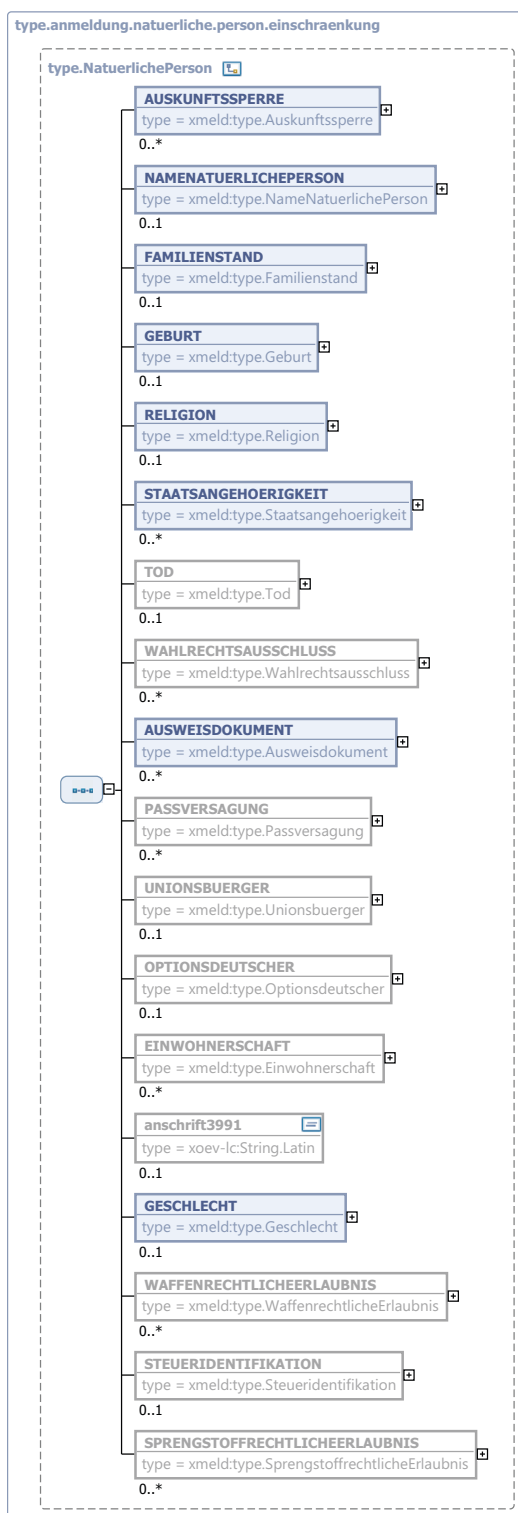 type.anmeldung.natuerliche.person.einschraenkung
type.NatuerlichePerson
AUSKUNFTSSPERRE
type = xmeld:type.Auskunftssperre
0..*
NAMENATUERLICHEPERSON
type = xmeld:type.NameNatuerlichePerson
0..1
FAMILIENSTAND
type = xmeld:type.Familienstand
0..1
GEBURT
type = xmeld:type.Geburt
0..1
RELIGION
type = xmeld:type.Religion
0..1
STAATSANGEHOERIGKEIT
type = xmeld:type.Staatsangehoerigkeit
0..*
TOD
type = xmeld:type.Tod
0..1
WAHLRECHTSAUSSCHLUSS
type = xmeld:type.Wahlrechtsausschluss
0..*
AUSWEISDOKUMENT
type = xmeld:type.Ausweisdokument
0..*
PASSVERSAGUNG
type = xmeld:type.Passversagung
0..*
UNIONSBUERGER
type = xmeld:type.Unionsbuerger
0..1
OPTIONSDEUTSCHER
type = xmeld:type.Optionsdeutscher
0..1
EINWOHNERSCHAFT
type = xmeld:type.Einwohnerschaft
0..*
anschrift3991
type = xoev-lc:String.Latin
0..1
GESCHLECHT
type = xmeld:type.Geschlecht
0..1
WAFFENRECHTLICHEERLAUBNIS
type = xmeld:type.WaffenrechtlicheErlaubnis
0..*
STEUERIDENTIFIKATION
type = xmeld:type.Steueridentifikation
0..1
SPRENGSTOFFRECHTLICHEERLAUBNIS
type = xmeld:type.SprengstoffrechtlicheErlaubnis
0..*